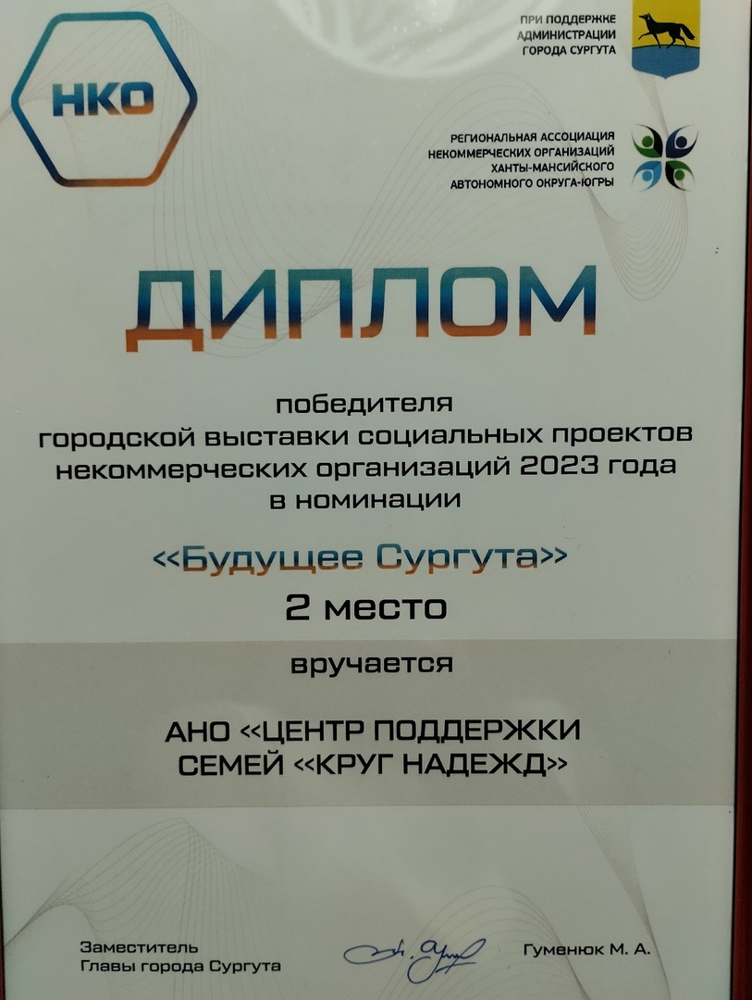 НКО
ПРИ ПОДДЕРЖКЕ
АДМИНИСТРАЦИИ
ГОРОДА СУРГУТА
РЕГИОНАЛЬНАЯ АССОЦИАЦИЯ
НЕКОММЕРЧЕСКИХ ОРГАНИЗАЦИЙ
ХАНТЫ-МАНСИЙСКОГО
АВТОНОМНОГО ОКРУГА-ЮГРЫ
ДИПЛОМ
победителя
городской выставки социальных проектов
некоммерческих организаций 2023 года
в номинации
<<Будущее Сургута>>
2 место
вручается
АНО <<ЦЕНТР ПОДДЕРЖКИ
СЕМЕЙ <<КРУГ НАДЕЖД>>
Заместитель
Главы города Сургута
Гуменюк М. А.